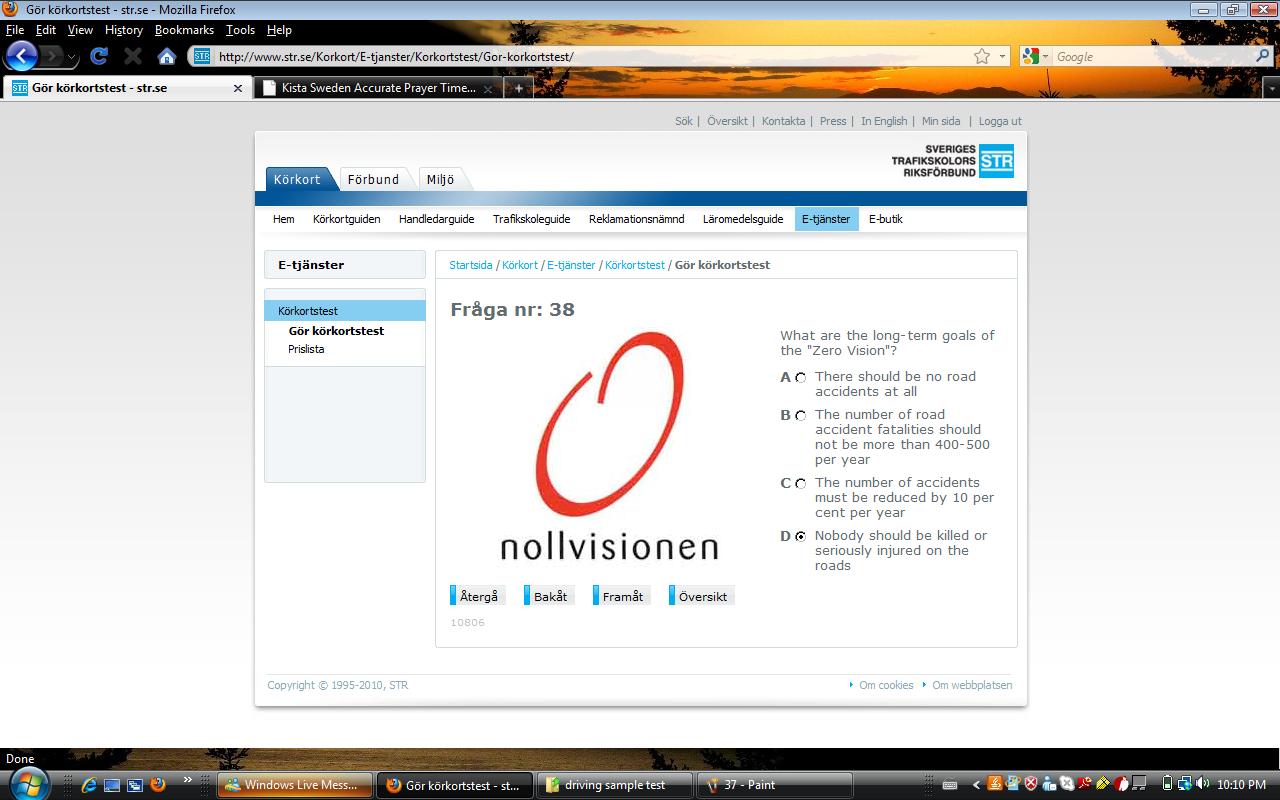 Gör körkortstest - str.se - Mozilla Firefox
File Edit View History Bookmarks Tools Help
STR http://www.str.se/Korkort/E-tjanster/Korkortstest/Gor-korkortstest/ Google
STR Gör körkortstest - str.se Kista Sweden Accurate Prayer Time...
Sök | Översikt | Kontakta | Press | In English | Min sida | Logga ut
SVERIGES
TRAFIKSKOLORS
RIKSFÖRBUND
STR
Körkort Förbund Miljö
Hem Körkortguiden Handledarguide Trafikskoleguide Reklamationsnämnd Läromedelsguide E-tjänster E-butik
E-tjänster
Körkortstest
Gör körkortstest
Prislista
Startsida / Körkort / E-tjänster / Körkortstest / Gör körkortstest
Fråga nr: 38
nollvisionen
What are the long-term goals of
the "Zero Vision"?
A There should be no road
accidents at all
B The number of road
accident fatalities should
not be more than 400-500
per year
C The number of accidents
must be reduced by 10 per
cent per year
D Nobody should be killed or
seriously injured on the
roads
Återgå Bakåt Framåt Översikt
10806
Copyright © 1995-2010, STR Om cookies Om webbplatsen
Done
Windows Live Mess... Gör körkortstest - st... driving sample test 37 - Paint 10:10 PM